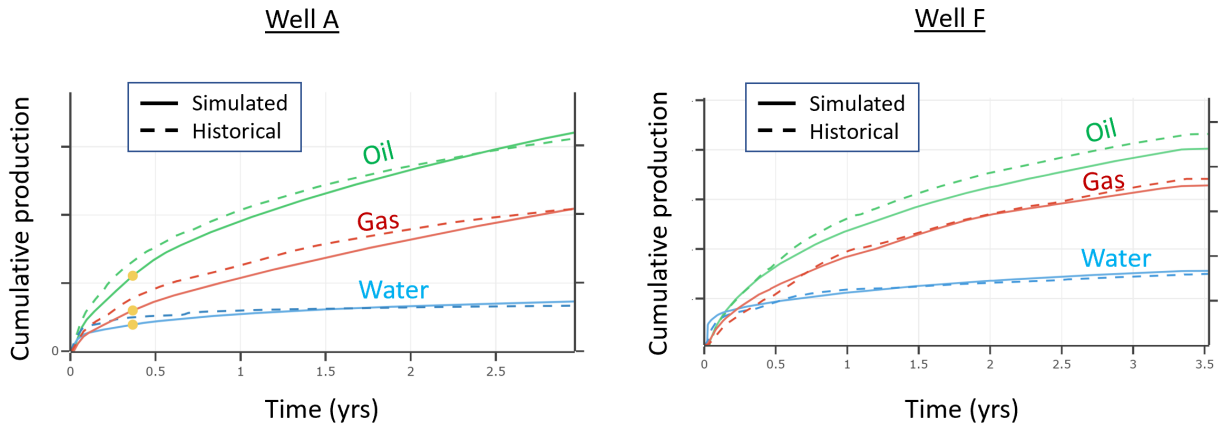 Well A
Simulated
Historical
Oil
Gas
Water
Cumulative production
0
0 0.5 1 1.5 2 2.5
Time (yrs)
Well F
Simulated
Historical
Oil
Gas
Water
Cumulative production
0 0.5 1 1.5 2 2.5 3 3.5
Time (yrs)